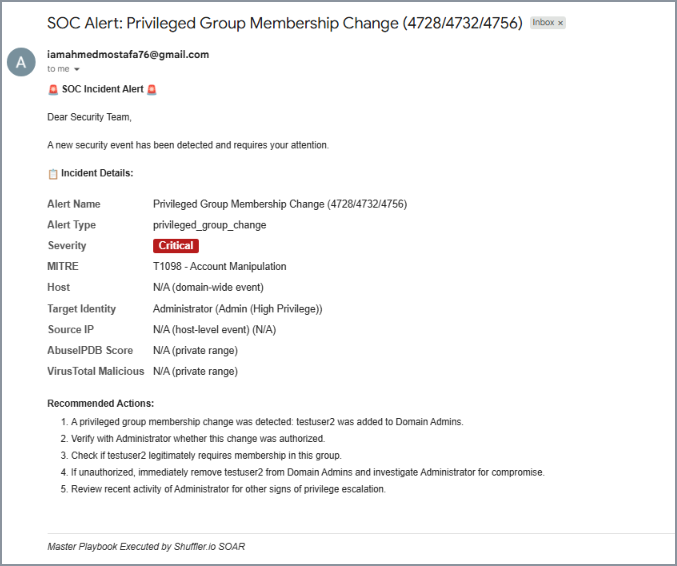 SOC Alert: Privileged Group Membership Change (4728/4732/4756) Inbox ×
A
iamahmedmostafa76@gmail.com
to me
🚨 SOC Incident Alert 🚨
Dear Security Team,
A new security event has been detected and requires your attention.
📋 Incident Details:
Alert Name Privileged Group Membership Change (4728/4732/4756)
Alert Type privileged_group_change
Severity Critical
MITRE T1098 - Account Manipulation
Host N/A (domain-wide event)
Target Identity Administrator (Admin (High Privilege))
Source IP N/A (host-level event) (N/A)
AbuseIPDB Score N/A (private range)
VirusTotal Malicious N/A (private range)
Recommended Actions:
1. A privileged group membership change was detected: testuser2 was added to Domain Admins.
2. Verify with Administrator whether this change was authorized.
3. Check if testuser2 legitimately requires membership in this group.
4. If unauthorized, immediately remove testuser2 from Domain Admins and investigate Administrator for compromise.
5. Review recent activity of Administrator for other signs of privilege escalation.
Master Playbook Executed by Shuffler.io SOAR